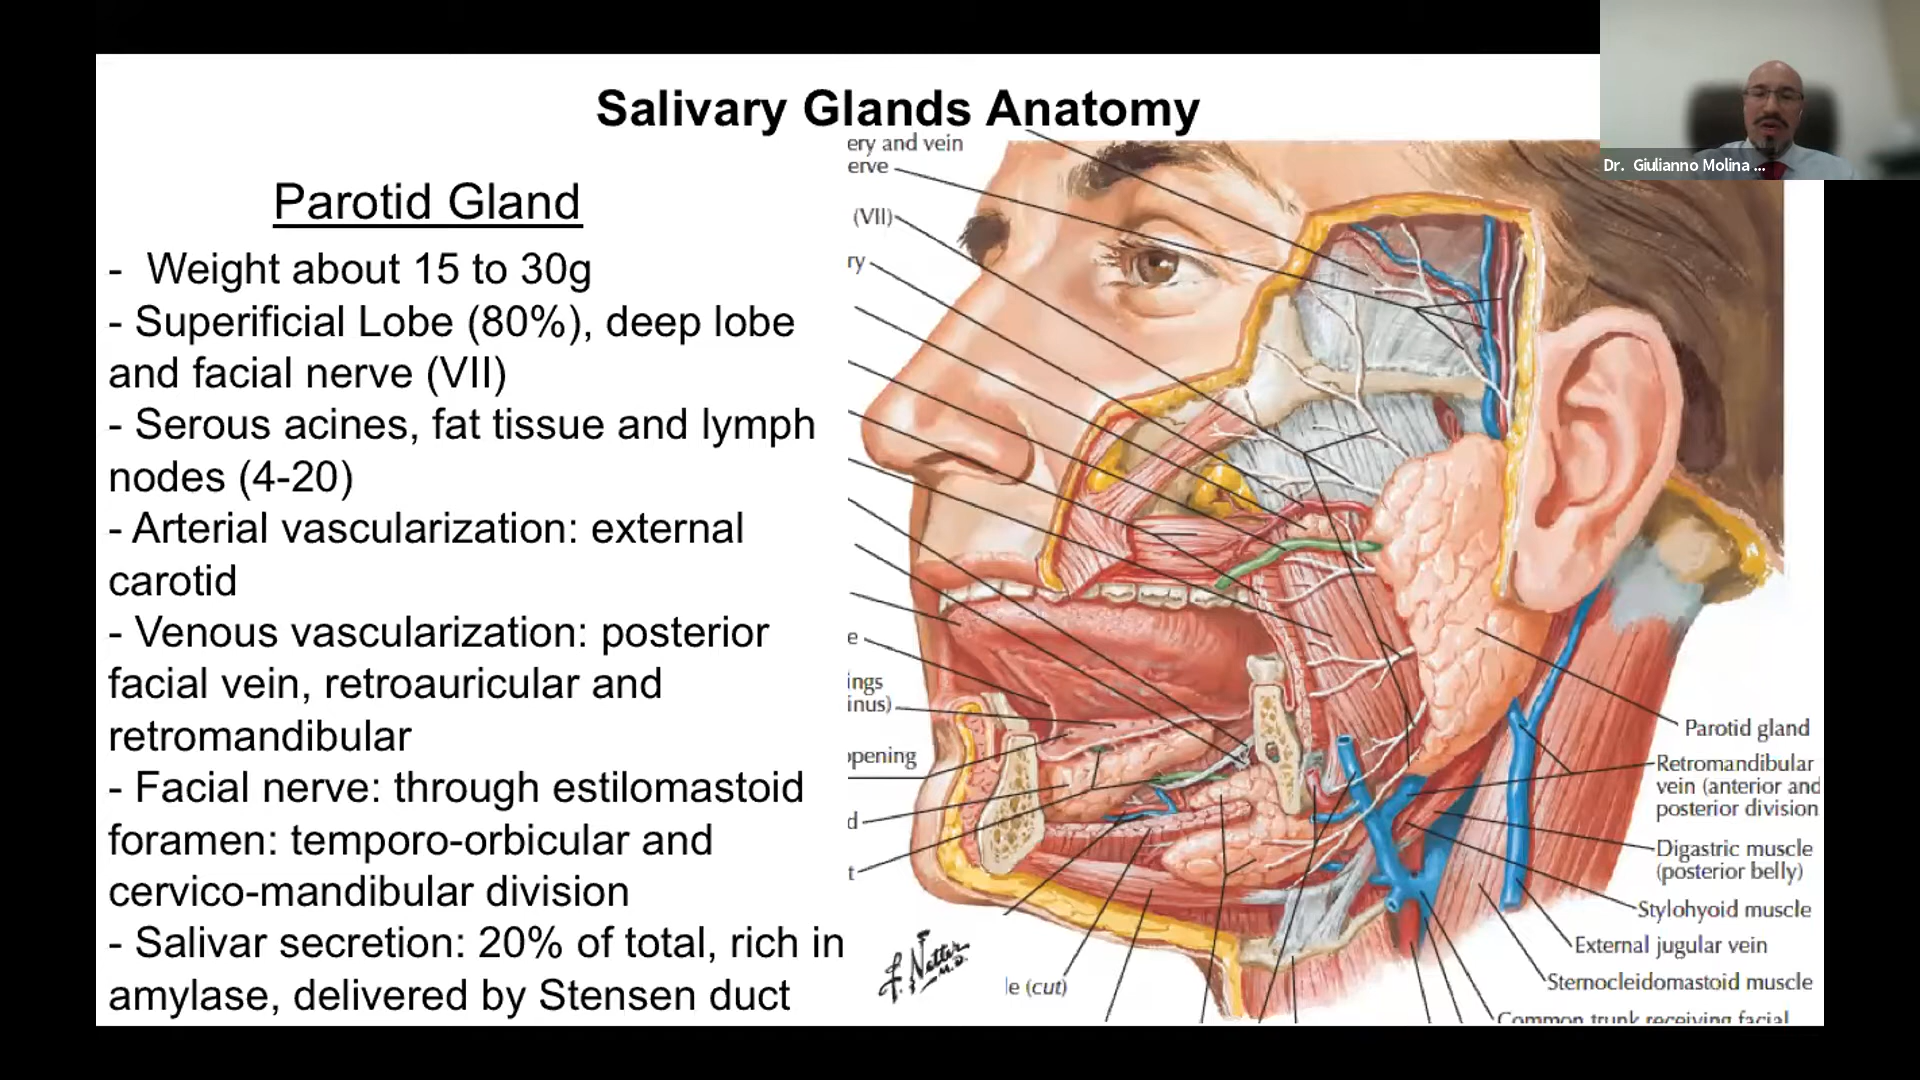 Salivary Glands Anatomy
Dr. Giulianno Molina ...
Parotid Gland
- Weight about 15 to 30g
- Superificial Lobe (80%), deep lobe
and facial nerve (VII)
- Serous acines, fat tissue and lymph
nodes (4-20)
- Arterial vascularization: external
carotid
- Venous vascularization: posterior
facial vein, retroauricular and
retromandibular
- Facial nerve: through estilomastoid
foramen: temporo-orbicular and
cervico-mandibular division
- Salivar secretion: 20% of total, rich in
amylase, delivered by Stensen duct
ery and vein
erve
(VII)
ry
e
ings
inus)
opening
d
t
F. Netter
M.D.
le (cut)
Parotid gland
Retromandibular
vein (anterior and
posterior division
Digastric muscle
(posterior belly)
Stylohyoid muscle
External jugular vein
Sternocleidomastoid muscle
Common trunk receiving facial